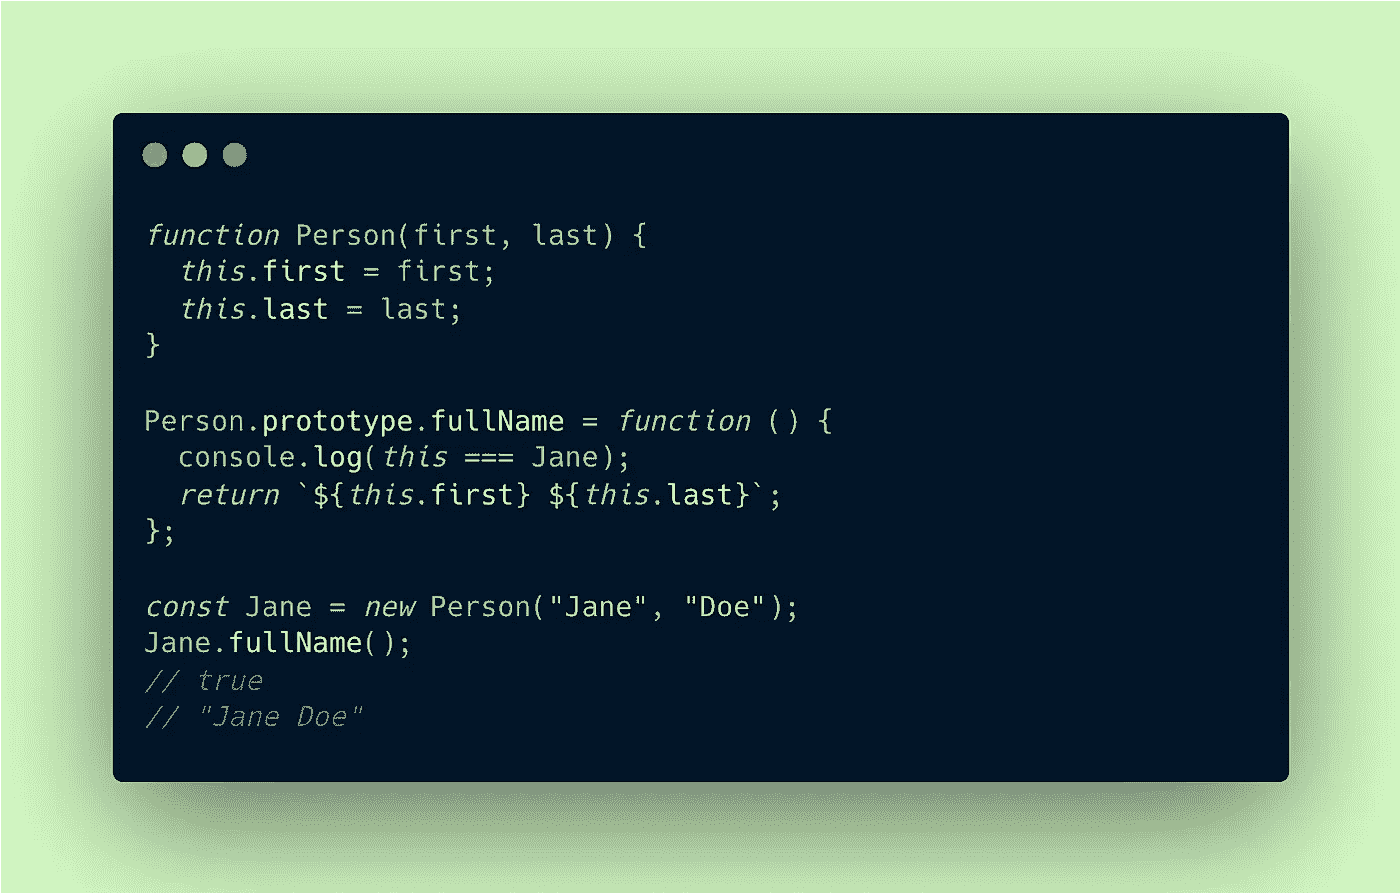 function Person(first, last) {
  this.first = first;
  this.last = last;
}

Person.prototype.fullName = function () {
  console.log(this === Jane);
  return `${this.first} ${this.last}`;
};

const Jane = new Person("Jane", "Doe");
Jane.fullName();
// true
// "Jane Doe"